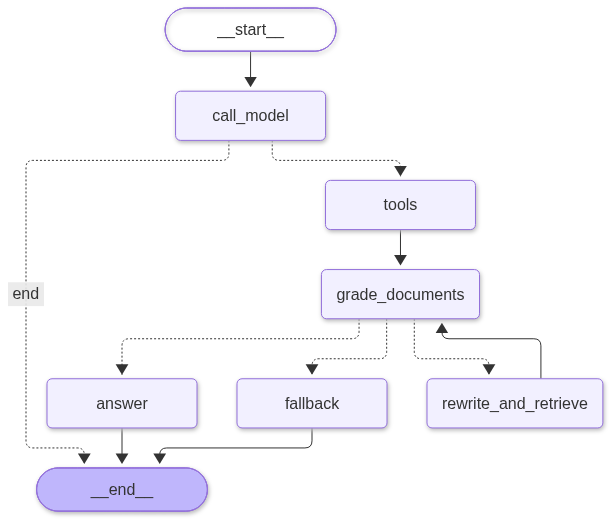 __start__
call_model
tools
end
grade_documents
answer
fallback
rewrite_and_retrieve
__end__